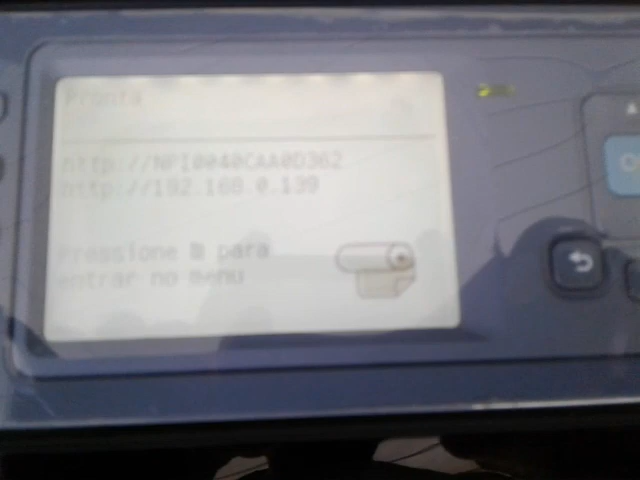 Pronta
http://NPI0040CAA0D362
http://192.168.0.139
Pressione para
entrar no menu